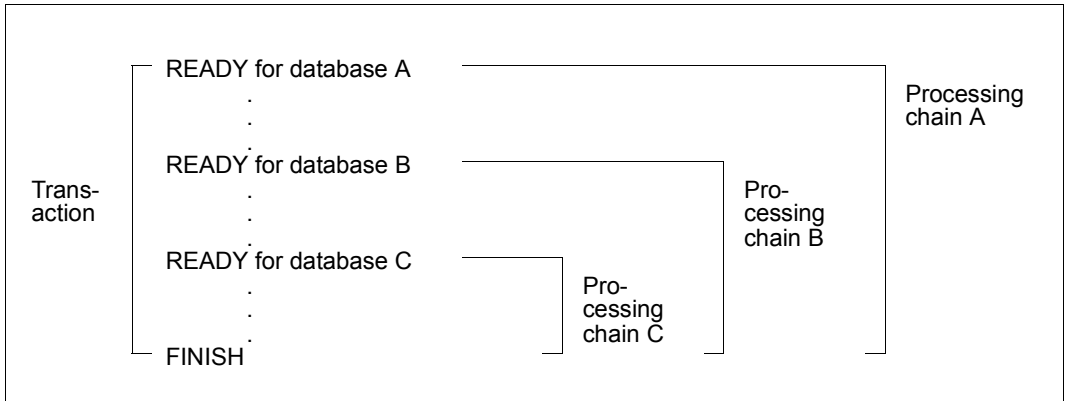 READY for database A
.
.
.
Processing
chain A
READY for database B
.
.
.
Trans-
action
Pro-
cessing
chain B
READY for database C
.
.
.
Pro-
cessing
chain C
FINISH